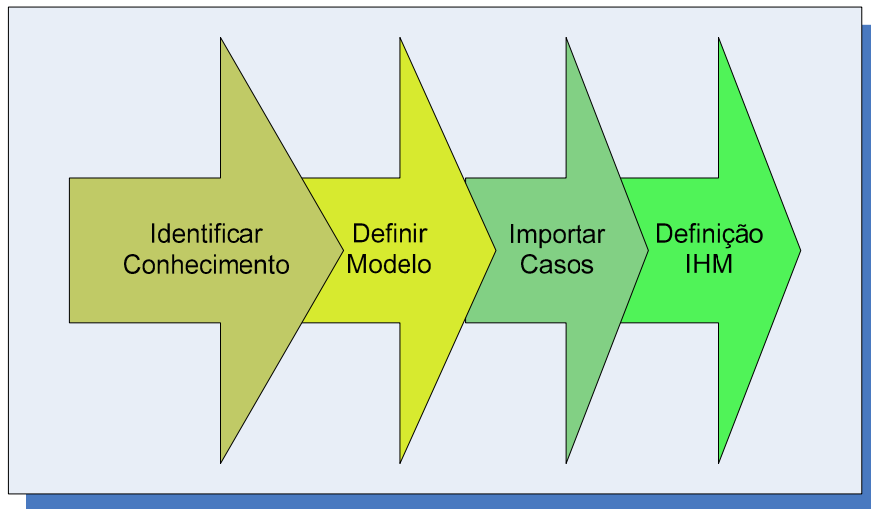 Identificar
Conhecimento
Definir
Modelo
Importar
Casos
Definição
IHM